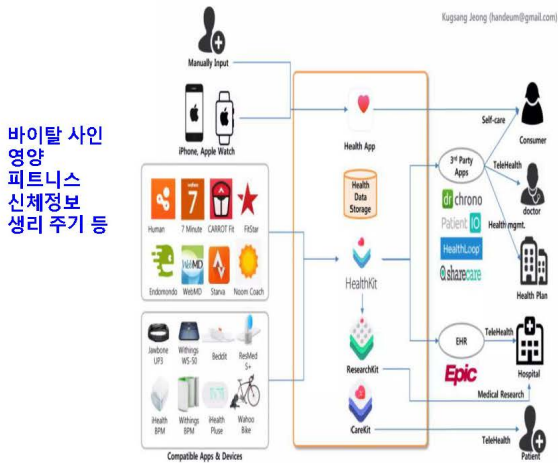 Kugsang Jeong (handeum@gmail.com)
Manually Input
바이탈 사인
영양
피트니스
신체정보
생리 주기 등
iPhone, Apple Watch
Health App
Self-care
Consumer
3rd Party
Apps
TeleHealth
doctor
Human
7 Minute
CARROT Fit
FitStar
Health
Data
Storage
dr chrono
Patient IO
HealthLoop
sharecare
Health mgmt.
Health Plan
WebMD
Endomondo
WebMD
Starva
Noom Coach
HealthKit
Jawbone
UP3
Withings
WS-50
Beddit
ResMed
S+
iHealth
BPM
Withings
BPM
iHealth
Pluse
Wahoo
Bike
Compatible Apps & Devices
ResearchKit
CareKit
EHR
Epic
TeleHealth
Hospital
Medical Research
TeleHealth
Patient